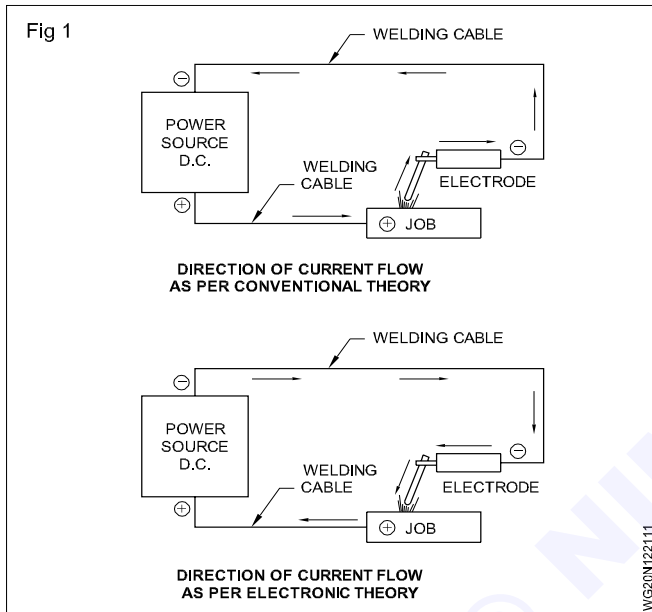 Fig 1
WELDING CABLE
⊖
POWER
SOURCE
D.C.
WELDING
CABLE
⊖
ELECTRODE
⊕
⊕ JOB
DIRECTION OF CURRENT FLOW
AS PER CONVENTIONAL THEORY
WELDING CABLE
⊖
POWER
SOURCE
D.C.
WELDING
CABLE
⊖
ELECTRODE
⊕
⊕ JOB
DIRECTION OF CURRENT FLOW
AS PER ELECTRONIC THEORY
WG20N122111